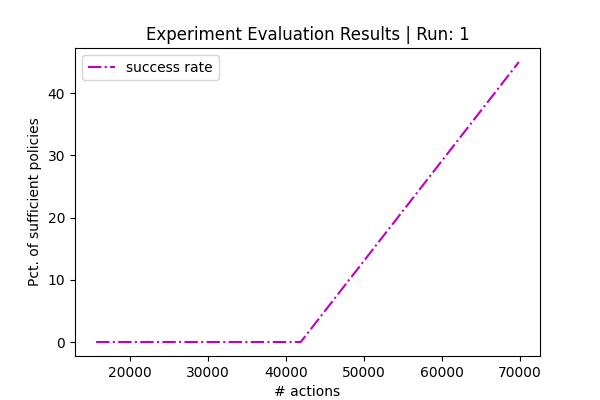 Experiment Evaluation Results | Run: 1
success rate
Pct. of sufficient policies
40
30
20
10
0
20000 30000 40000 50000 60000 70000
# actions